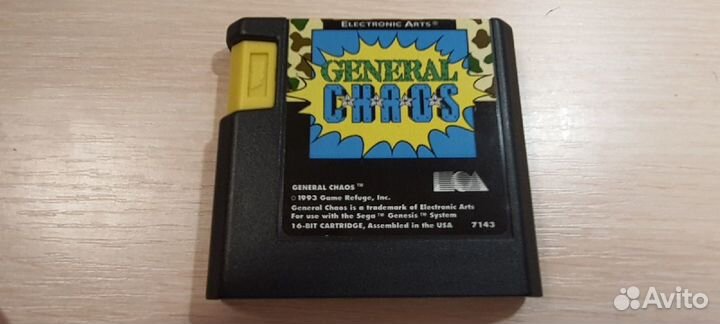 ELECTRONIC ARTS®
GENERAL
CHAOS
GENERAL CHAOS™
©1993 Game Refuge, Inc.
General Chaos is a trademark of Electronic Arts
For use with the Sega™ Genesis™ System
16-BIT CARTRIDGE, Assembled in the USA 7143
EA
Avito